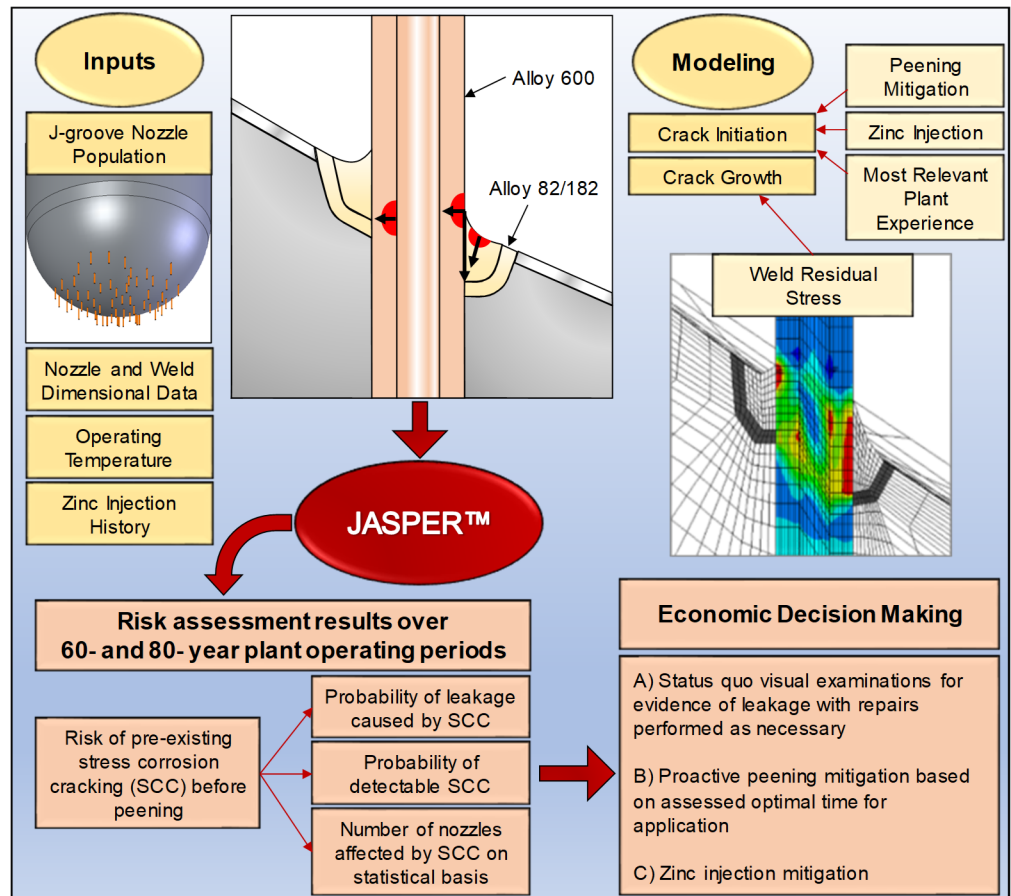 Inputs
J-groove Nozzle
Population
Nozzle and Weld
Dimensional Data
Operating
Temperature
Zinc Injection
History
Alloy 600
Alloy 82/182
Modeling
Crack Initiation
Crack Growth
Peening
Mitigation
Zinc Injection
Most Relevant
Plant
Experience
Weld Residual
Stress
JASPER™
Risk assessment results over
60- and 80- year plant operating periods
Risk of pre-existing
stress corrosion
cracking (SCC) before
peening
Probability of leakage
caused by SCC
Probability of
detectable SCC
Number of nozzles
affected by SCC on
statistical basis
Economic Decision Making
A) Status quo visual examinations for
evidence of leakage with repairs
performed as necessary
B) Proactive peening mitigation based
on assessed optimal time for
application
C) Zinc injection mitigation